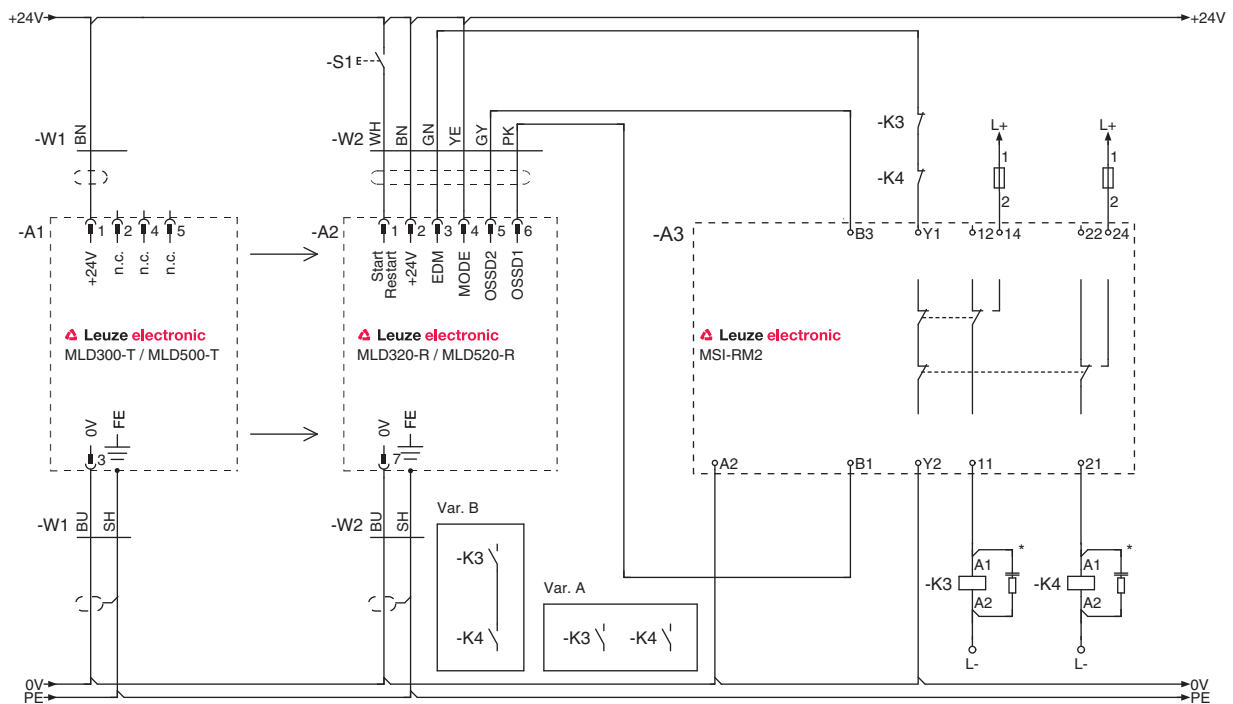 +24V +24V
-S1
-W1 BN
-W2 WH BN GN YE GY PK
-K3
-K4
L+ L+
1 1
2 2
-A1 1 2 4 5
+24V n.c. n.c. n.c.
-A2 1 2 3 4 5 6
Start Restart +24V EDM MODE OSSD2 OSSD1
-A3 B3 Y1 12 14 22 24
Leuze electronic
MLD300-T / MLD500-T
Leuze electronic
MLD320-R / MLD520-R
Leuze electronic
MSI-RM2
0V FE
3
0V FE
7
A2 B1 Y2 11 21
-W1 BU SH
-W2 BU SH
Var. B
-K3
-K4
Var. A
-K3 -K4
* *
-K3 A1 A2
-K4 A1 A2
L- L-
0V 0V
PE PE